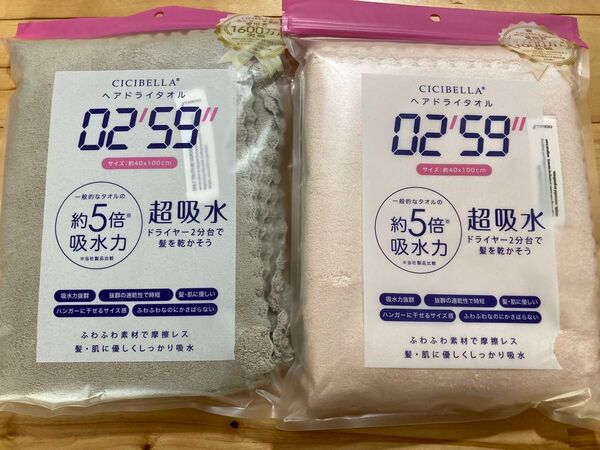 CICIBELLA
1600万
CICIBELLA®
ヘアドライタオル
02'59"
サイズ：約40x100cm
一般的なタオルの
約5倍※
吸水力
※当社製品比較
超吸水
ドライヤー2分台で
髪を乾かそう
吸水力抜群
抜群の速乾性で時短
髪・肌に優しい
ハンガーに干せるサイズ感
ふわふわなのにかさばらない
ふわふわ素材で摩擦レス
髪・肌に優しくしっかり吸水
CICIBELLA
1600万
CICIBELLA®
ヘアドライタオル
02'59"
サイズ：約40x100cm
一般的なタオルの
約5倍※
吸水力
※当社製品比較
超吸水
ドライヤー2分台で
髪を乾かそう
吸水力抜群
抜群の速乾性で時短
髪・肌に優しい
ハンガーに干せるサイズ感
ふわふわなのにかさばらない
ふわふわ素材で摩擦レス
髪・肌に優しくしっかり吸水